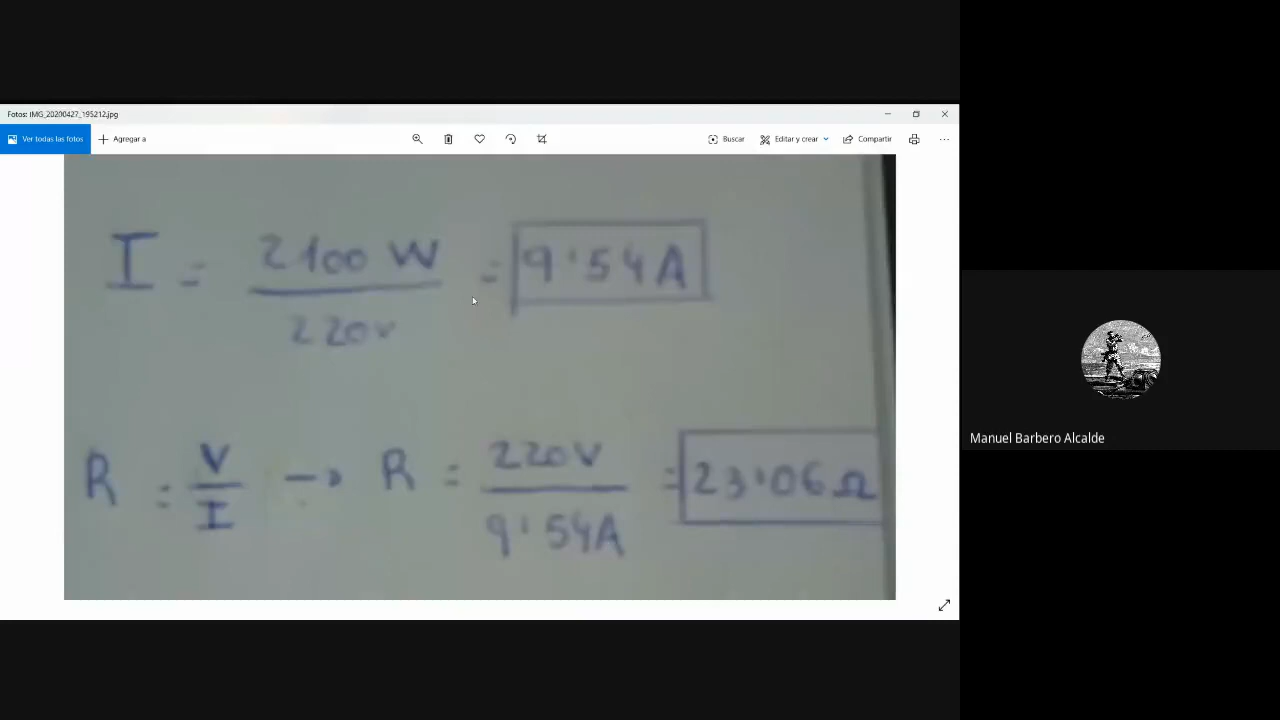 Fotos: IMG_20200427_195212.jpg
Ver todas las fotos
Agregar a
Buscar
Editar y crear
Compartir
I = 2100 W / 220v = 9'54A
R = V / I → R = 220v / 9'54A = 23'06Ω
Manuel Barbero Alcalde